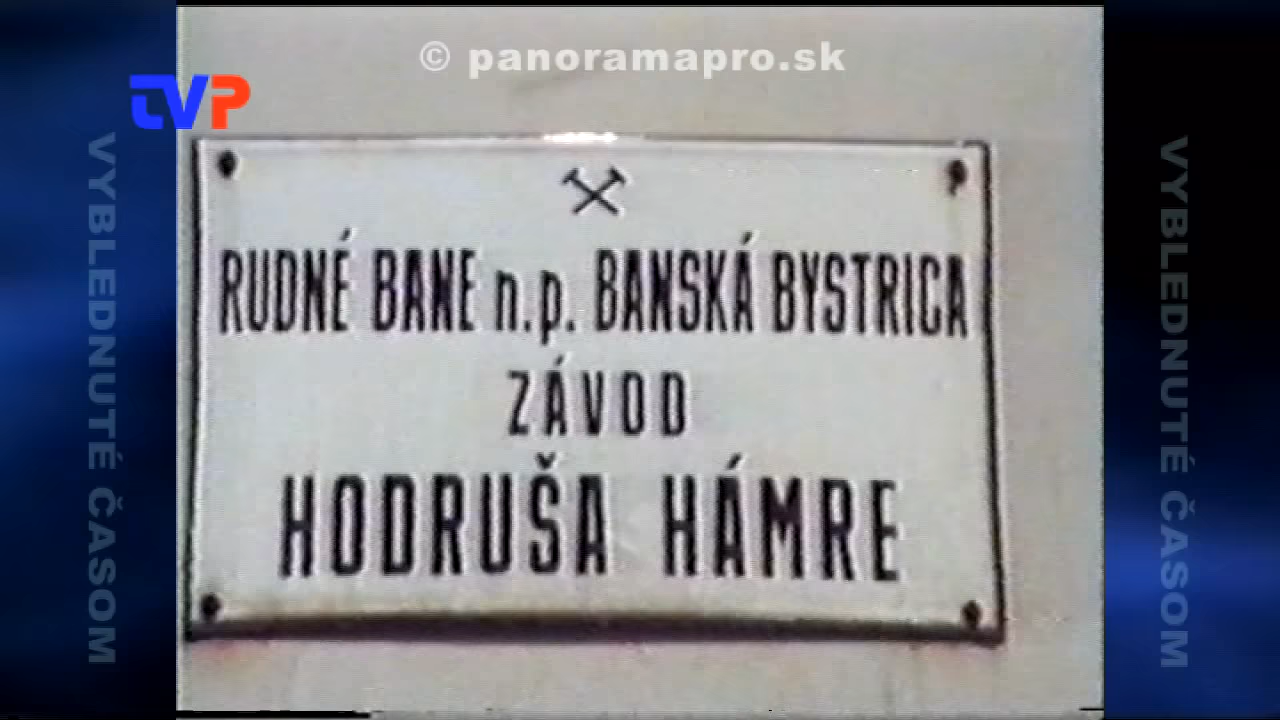 © panoramapro.sk
TVP
VYBLEDNUTÉ ČASOM
RUDNÉ BANE n.p. BANSKÁ BYSTRICA
ZÁVOD
HODRUŠA HÁMRE
VYBLEDNUTÉ ČASOM